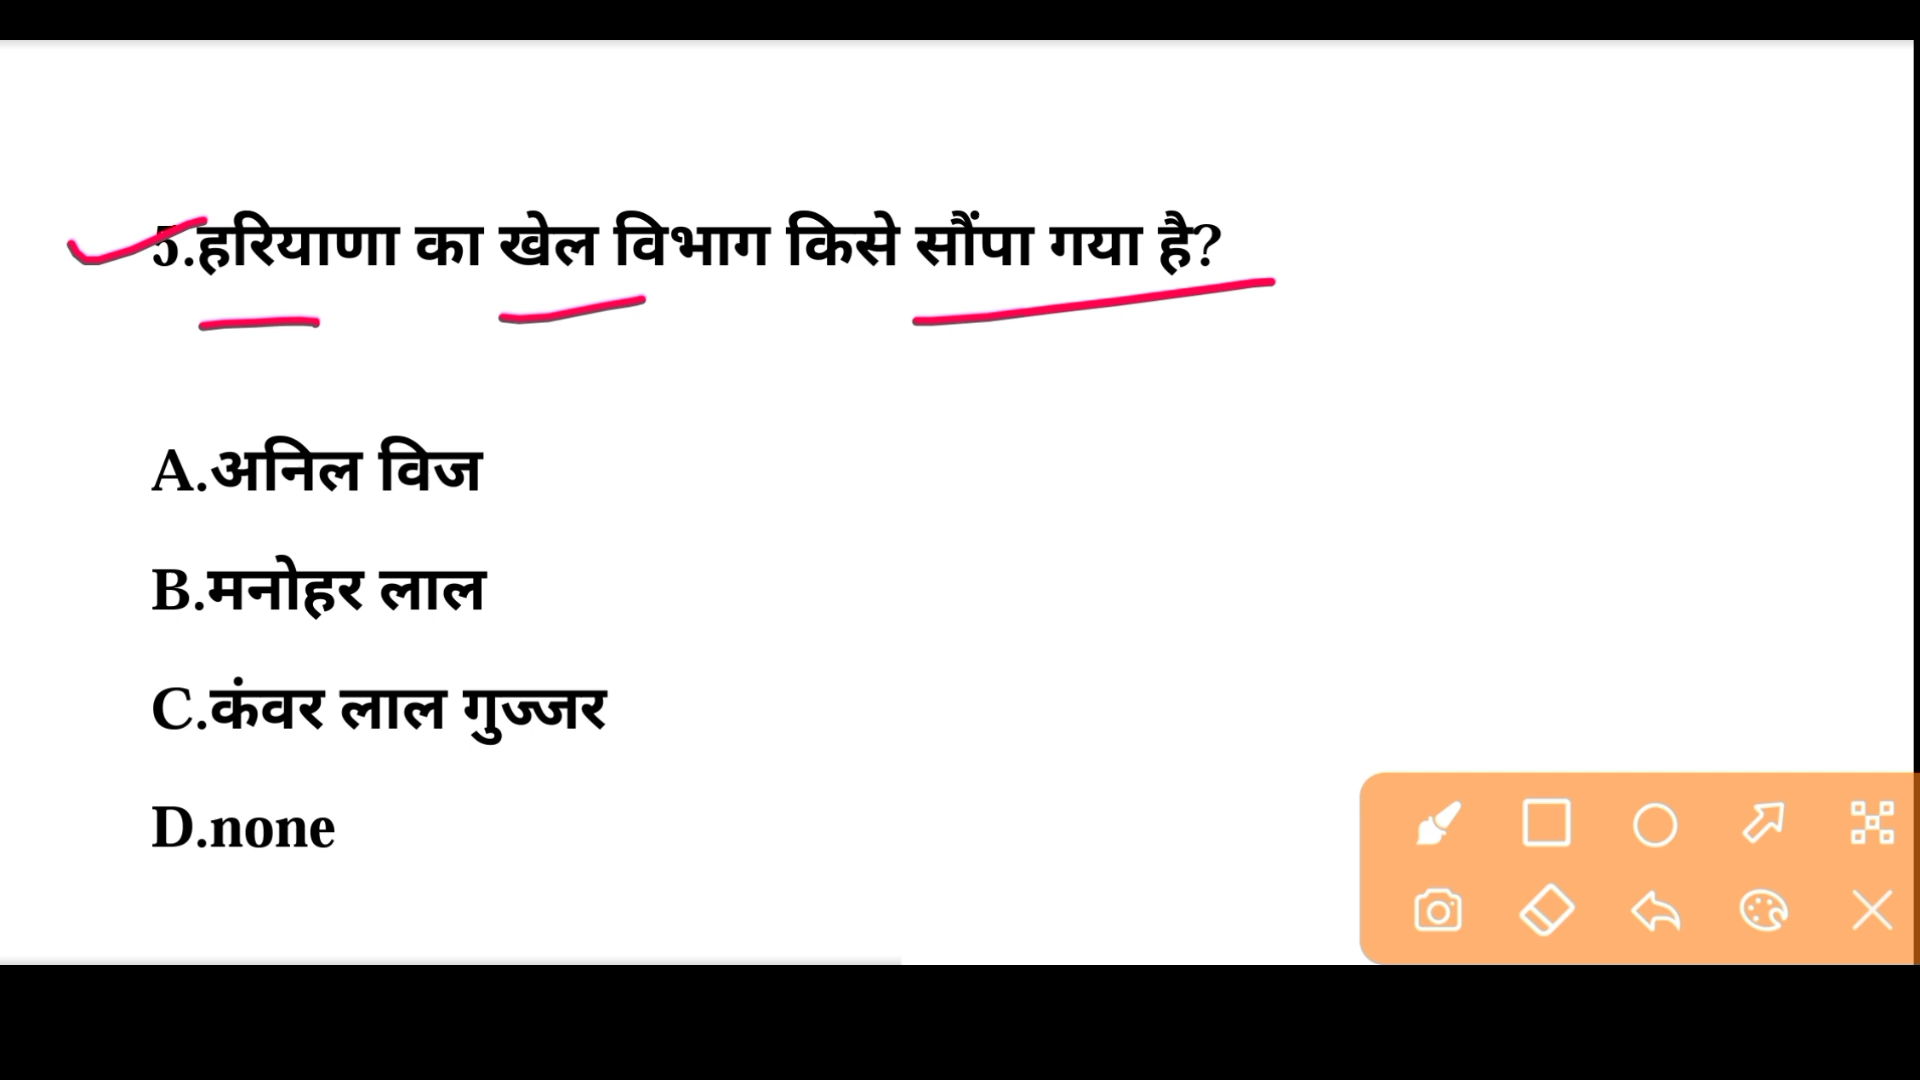 5.हरियाणा का खेल विभाग किसे सौंपा गया है?
A.अनिल विज
B.मनोहर लाल
C.कंवर लाल गुज्जर
D.none